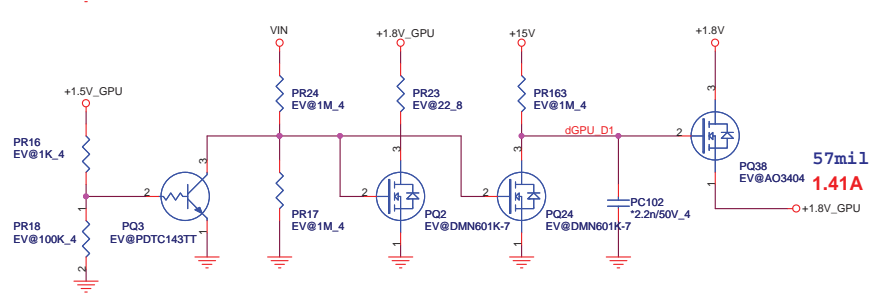 VIN
+1.8V_GPU
+15V
+1.8V
+1.5V_GPU
PR24
EV@1M_4
PR23
EV@22_8
PR163
EV@1M_4
3
dGPU_D1
PR16
EV@1K_4
3
3
3
2
57mil
PQ38
EV@AO3404
1.41A
2
2
2
1
1
PR18
EV@100K_4
PQ3
EV@PDTC143TT
1
PR17
EV@1M_4
PQ2
EV@DMN601K-7
1
PQ24
EV@DMN601K-7
1
PC102
*2.2n/50V_4
+1.8V_GPU
2